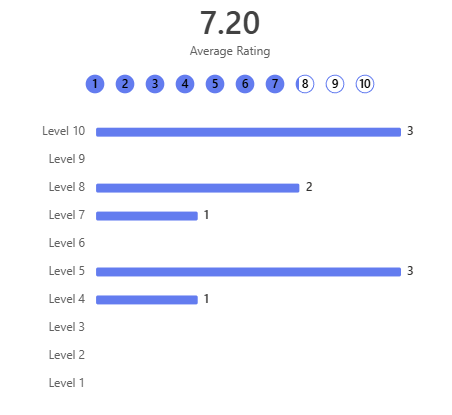 7.20
Average Rating
1 2 3 4 5 6 7 8 9 10
Level 10 3
Level 9
Level 8 2
Level 7 1
Level 6
Level 5 3
Level 4 1
Level 3
Level 2
Level 1